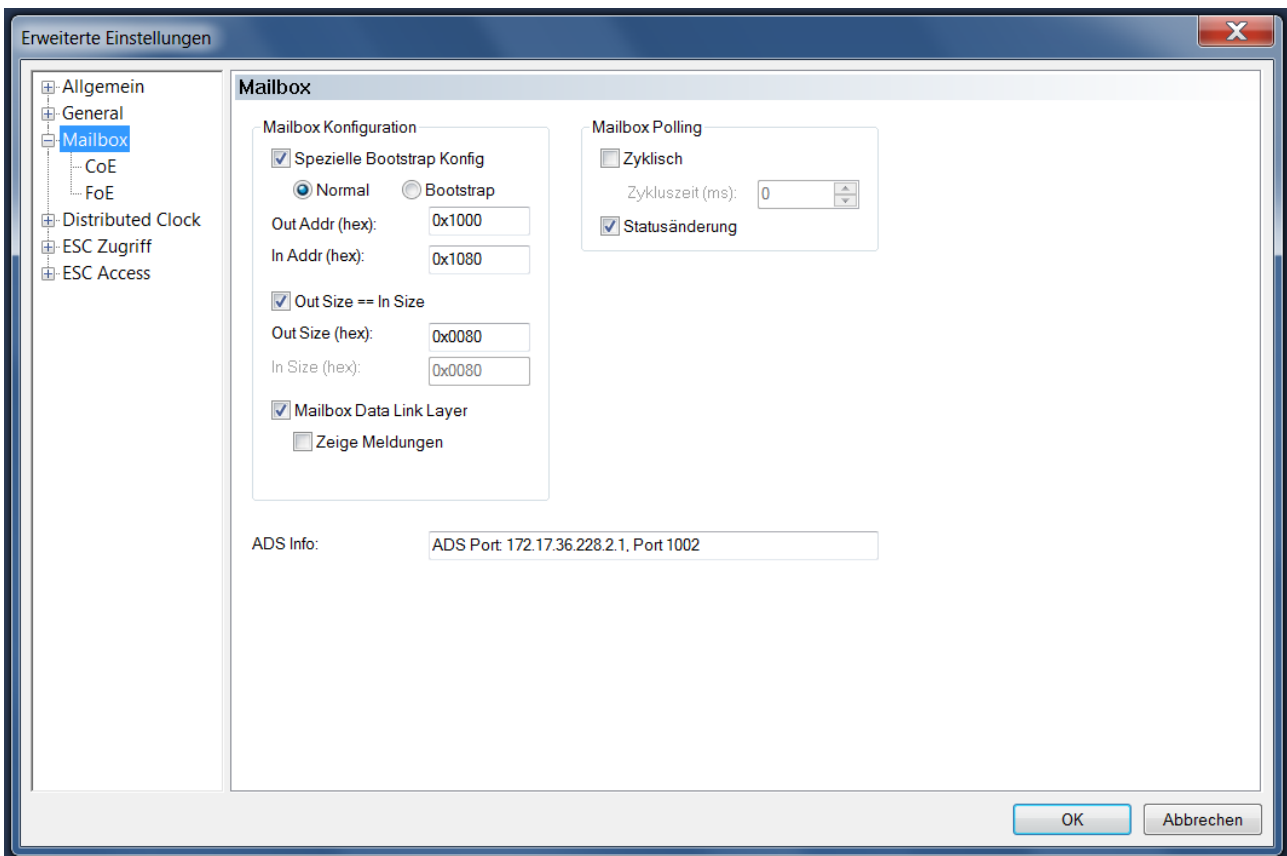 Erweiterte Einstellungen
Allgemein
General
Mailbox
CoE
FoE
Distributed Clock
ESC Zugriff
ESC Access
Mailbox
Mailbox Konfiguration
Spezielle Bootstrap Konfig
Normal Bootstrap
Out Addr (hex): 0x1000
In Addr (hex): 0x1080
Out Size == In Size
Out Size (hex): 0x0080
In Size (hex): 0x0080
Mailbox Data Link Layer
Zeige Meldungen
Mailbox Polling
Zyklisch
Zykluszeit (ms): 0
Statusänderung
ADS Info: ADS Port: 172.17.36.228.2.1, Port 1002
OK Abbrechen